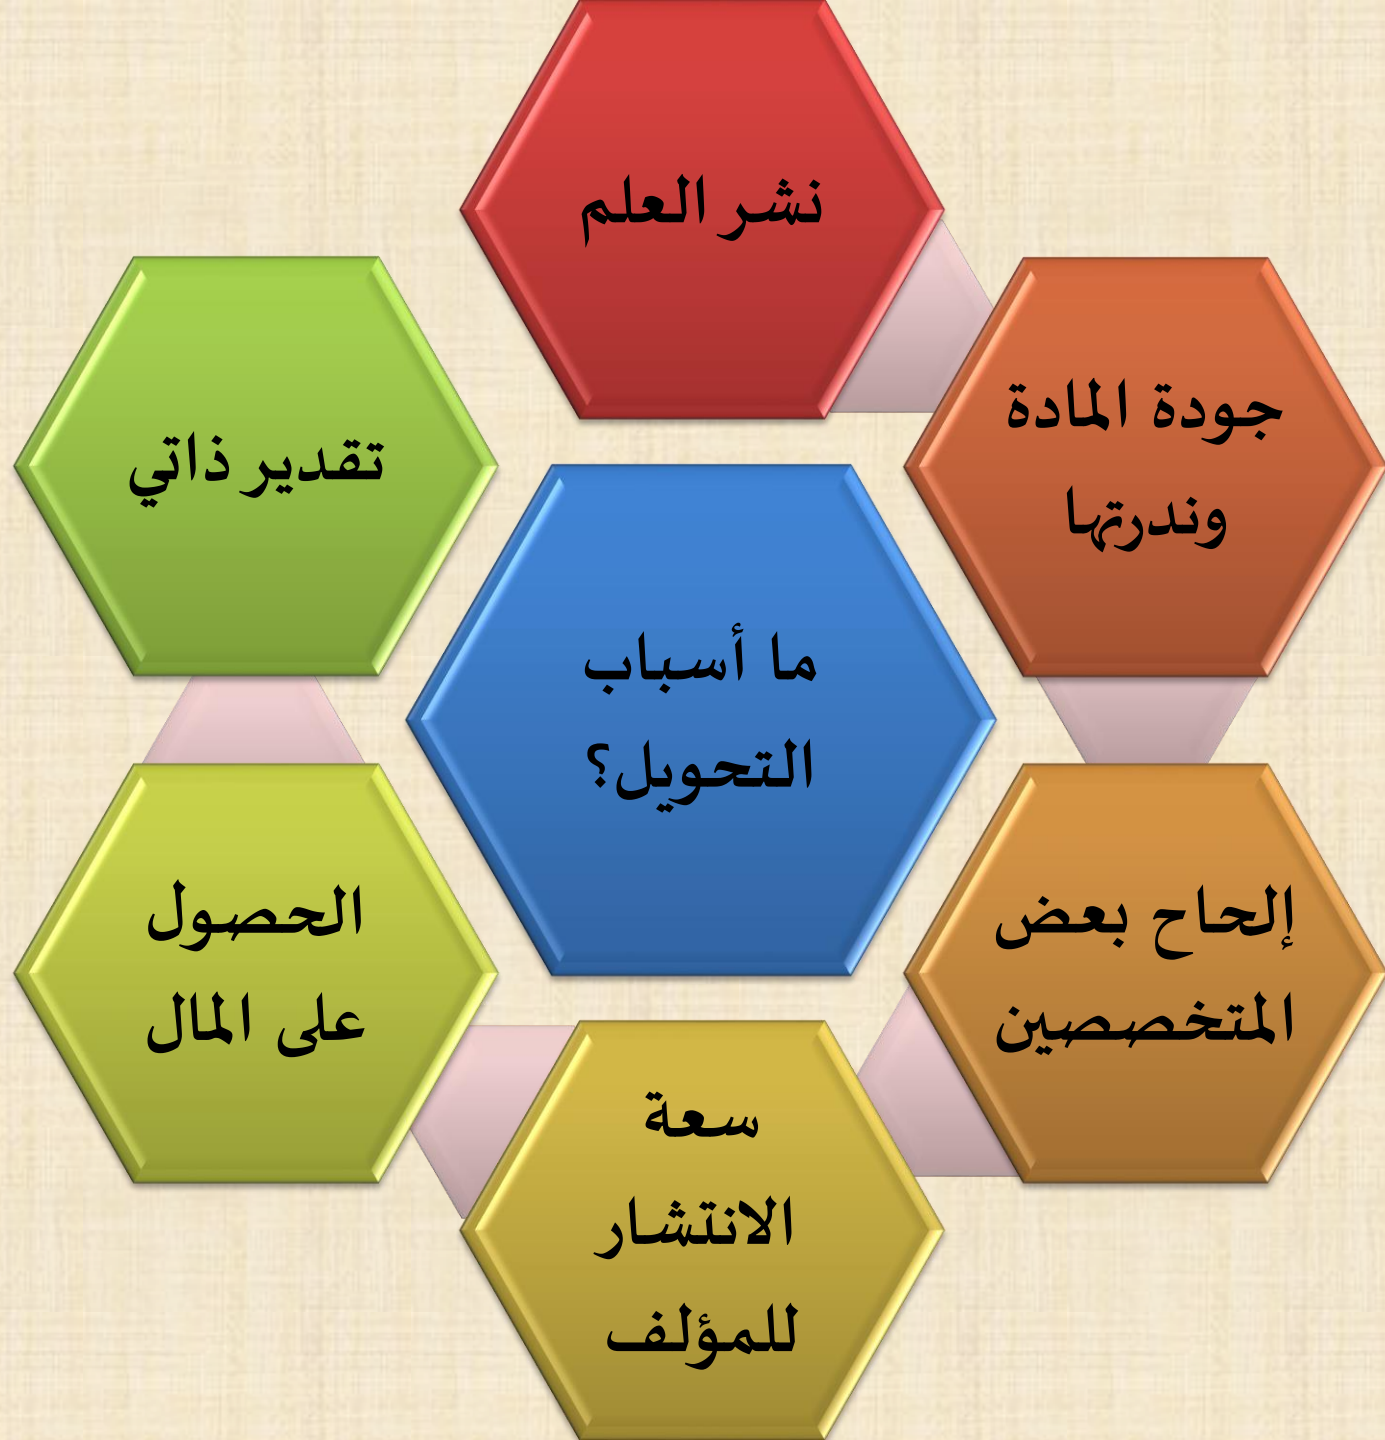 نشر العلم
جودة المادة
وندرتها
إلحاح بعض
المتخصصين
سعة
الانتشار
للمؤلف
الحصول
على المال
تقدير ذاتي
ما أسباب
التحويل؟